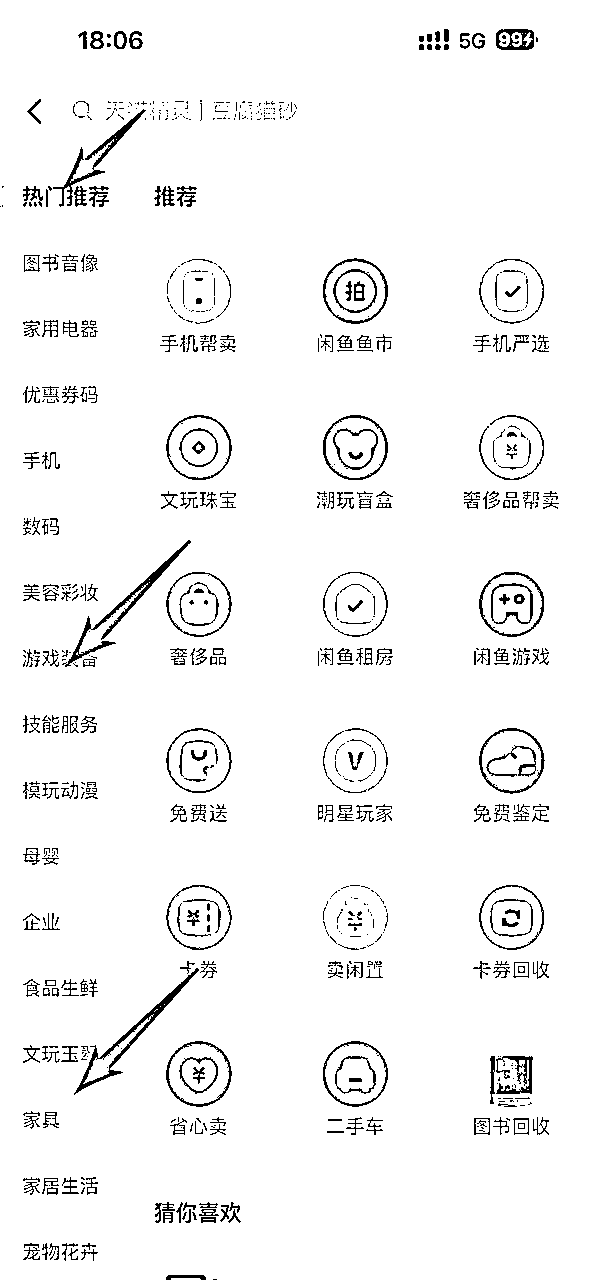 18:06 5G 99
天猫精灵 | 豆腐猫砂
热门推荐 推荐
图书音像
家用电器
手机帮卖 闲鱼鱼市 手机严选
优惠券码
手机
文玩珠宝 潮玩盲盒 奢侈品帮卖
数码
美容彩妆
游戏装备
奢侈品 闲鱼租房 闲鱼游戏
技能服务
模玩动漫
免费送 明星玩家 免费鉴定
母婴
企业
卡券 卖闲置 卡券回收
食品生鲜
文玩玉翠
家具
省心卖 二手车 图书回收
家居生活
猜你喜欢
宠物花卉